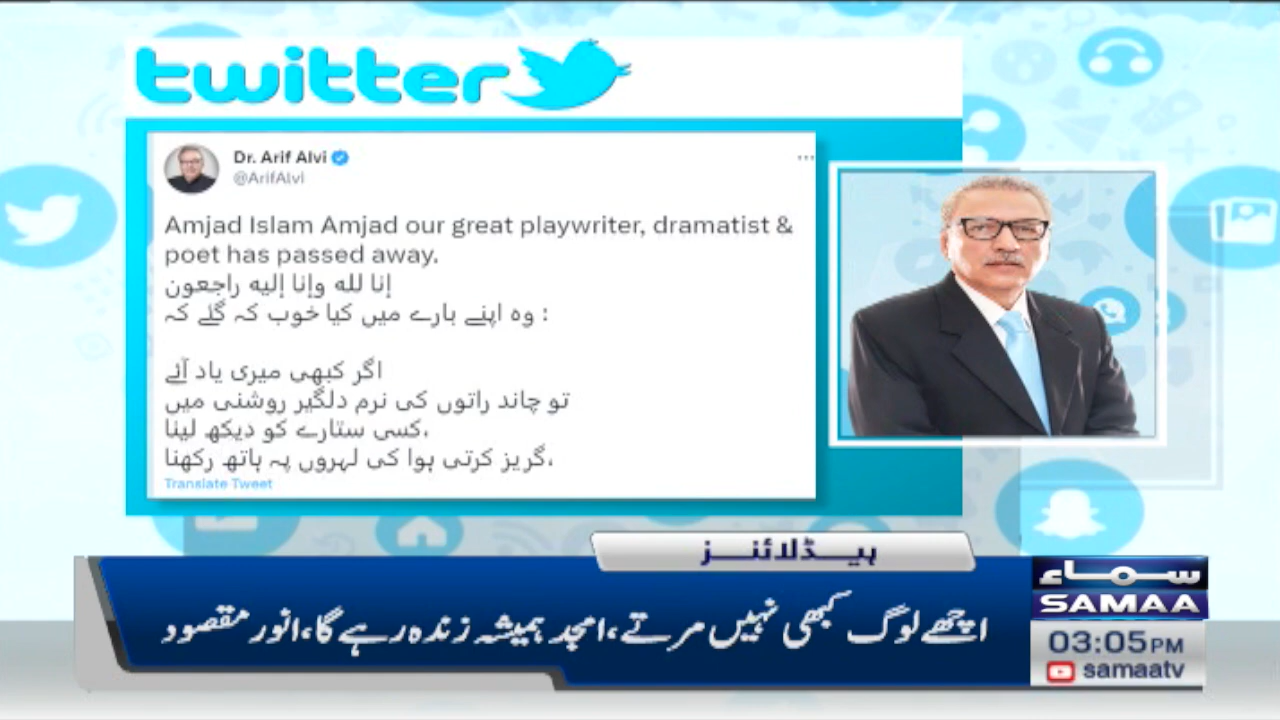 twitter
Dr. Arif Alvi
@ArifAlvi
Amjad Islam Amjad our great playwriter, dramatist &
poet has passed away.
إنا لله وإنا إليه راجعون
وہ اپنے بارے میں کیا خوب کہ گئے کہ :
اگر کبھی میری یاد آئے
تو چاند راتوں کی نرم دلگیر روشنی میں
کسی ستارے کو دیکھ لینا،
گریز کرتی ہوا کی لہروں پہ ہاتھ رکھنا،
Translate Tweet
ہیڈلائنز
اچھے لوگ کبھی نہیں مرتے، امجد ہمیشہ زندہ رہے گا، انور مقصود
سماء
SAMAA
03:05PM
samaatv